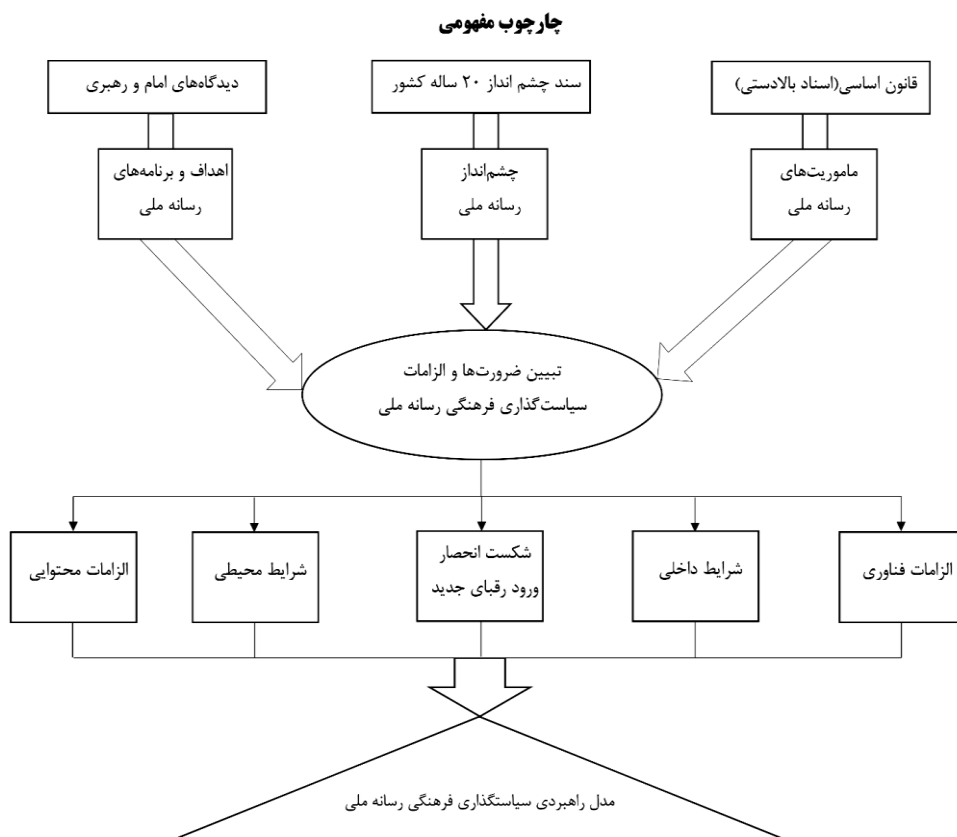 چارچوب مفهومی
قانون اساسی(اسناد بالادستی)
سند چشم انداز ۲۰ ساله کشور
دیدگاه‌های امام و رهبری
ماموریت‌های
رسانه ملی
چشم‌انداز
رسانه ملی
اهداف و برنامه‌های
رسانه ملی
تبیین ضرورت‌ها و الزامات
سیاست‌گذاری فرهنگی رسانه ملی
الزامات فناوری
شرایط داخلی
شکست انحصار
ورود رقبای جدید
شرایط محیطی
الزامات محتوایی
مدل راهبردی سیاستگذاری فرهنگی رسانه ملی